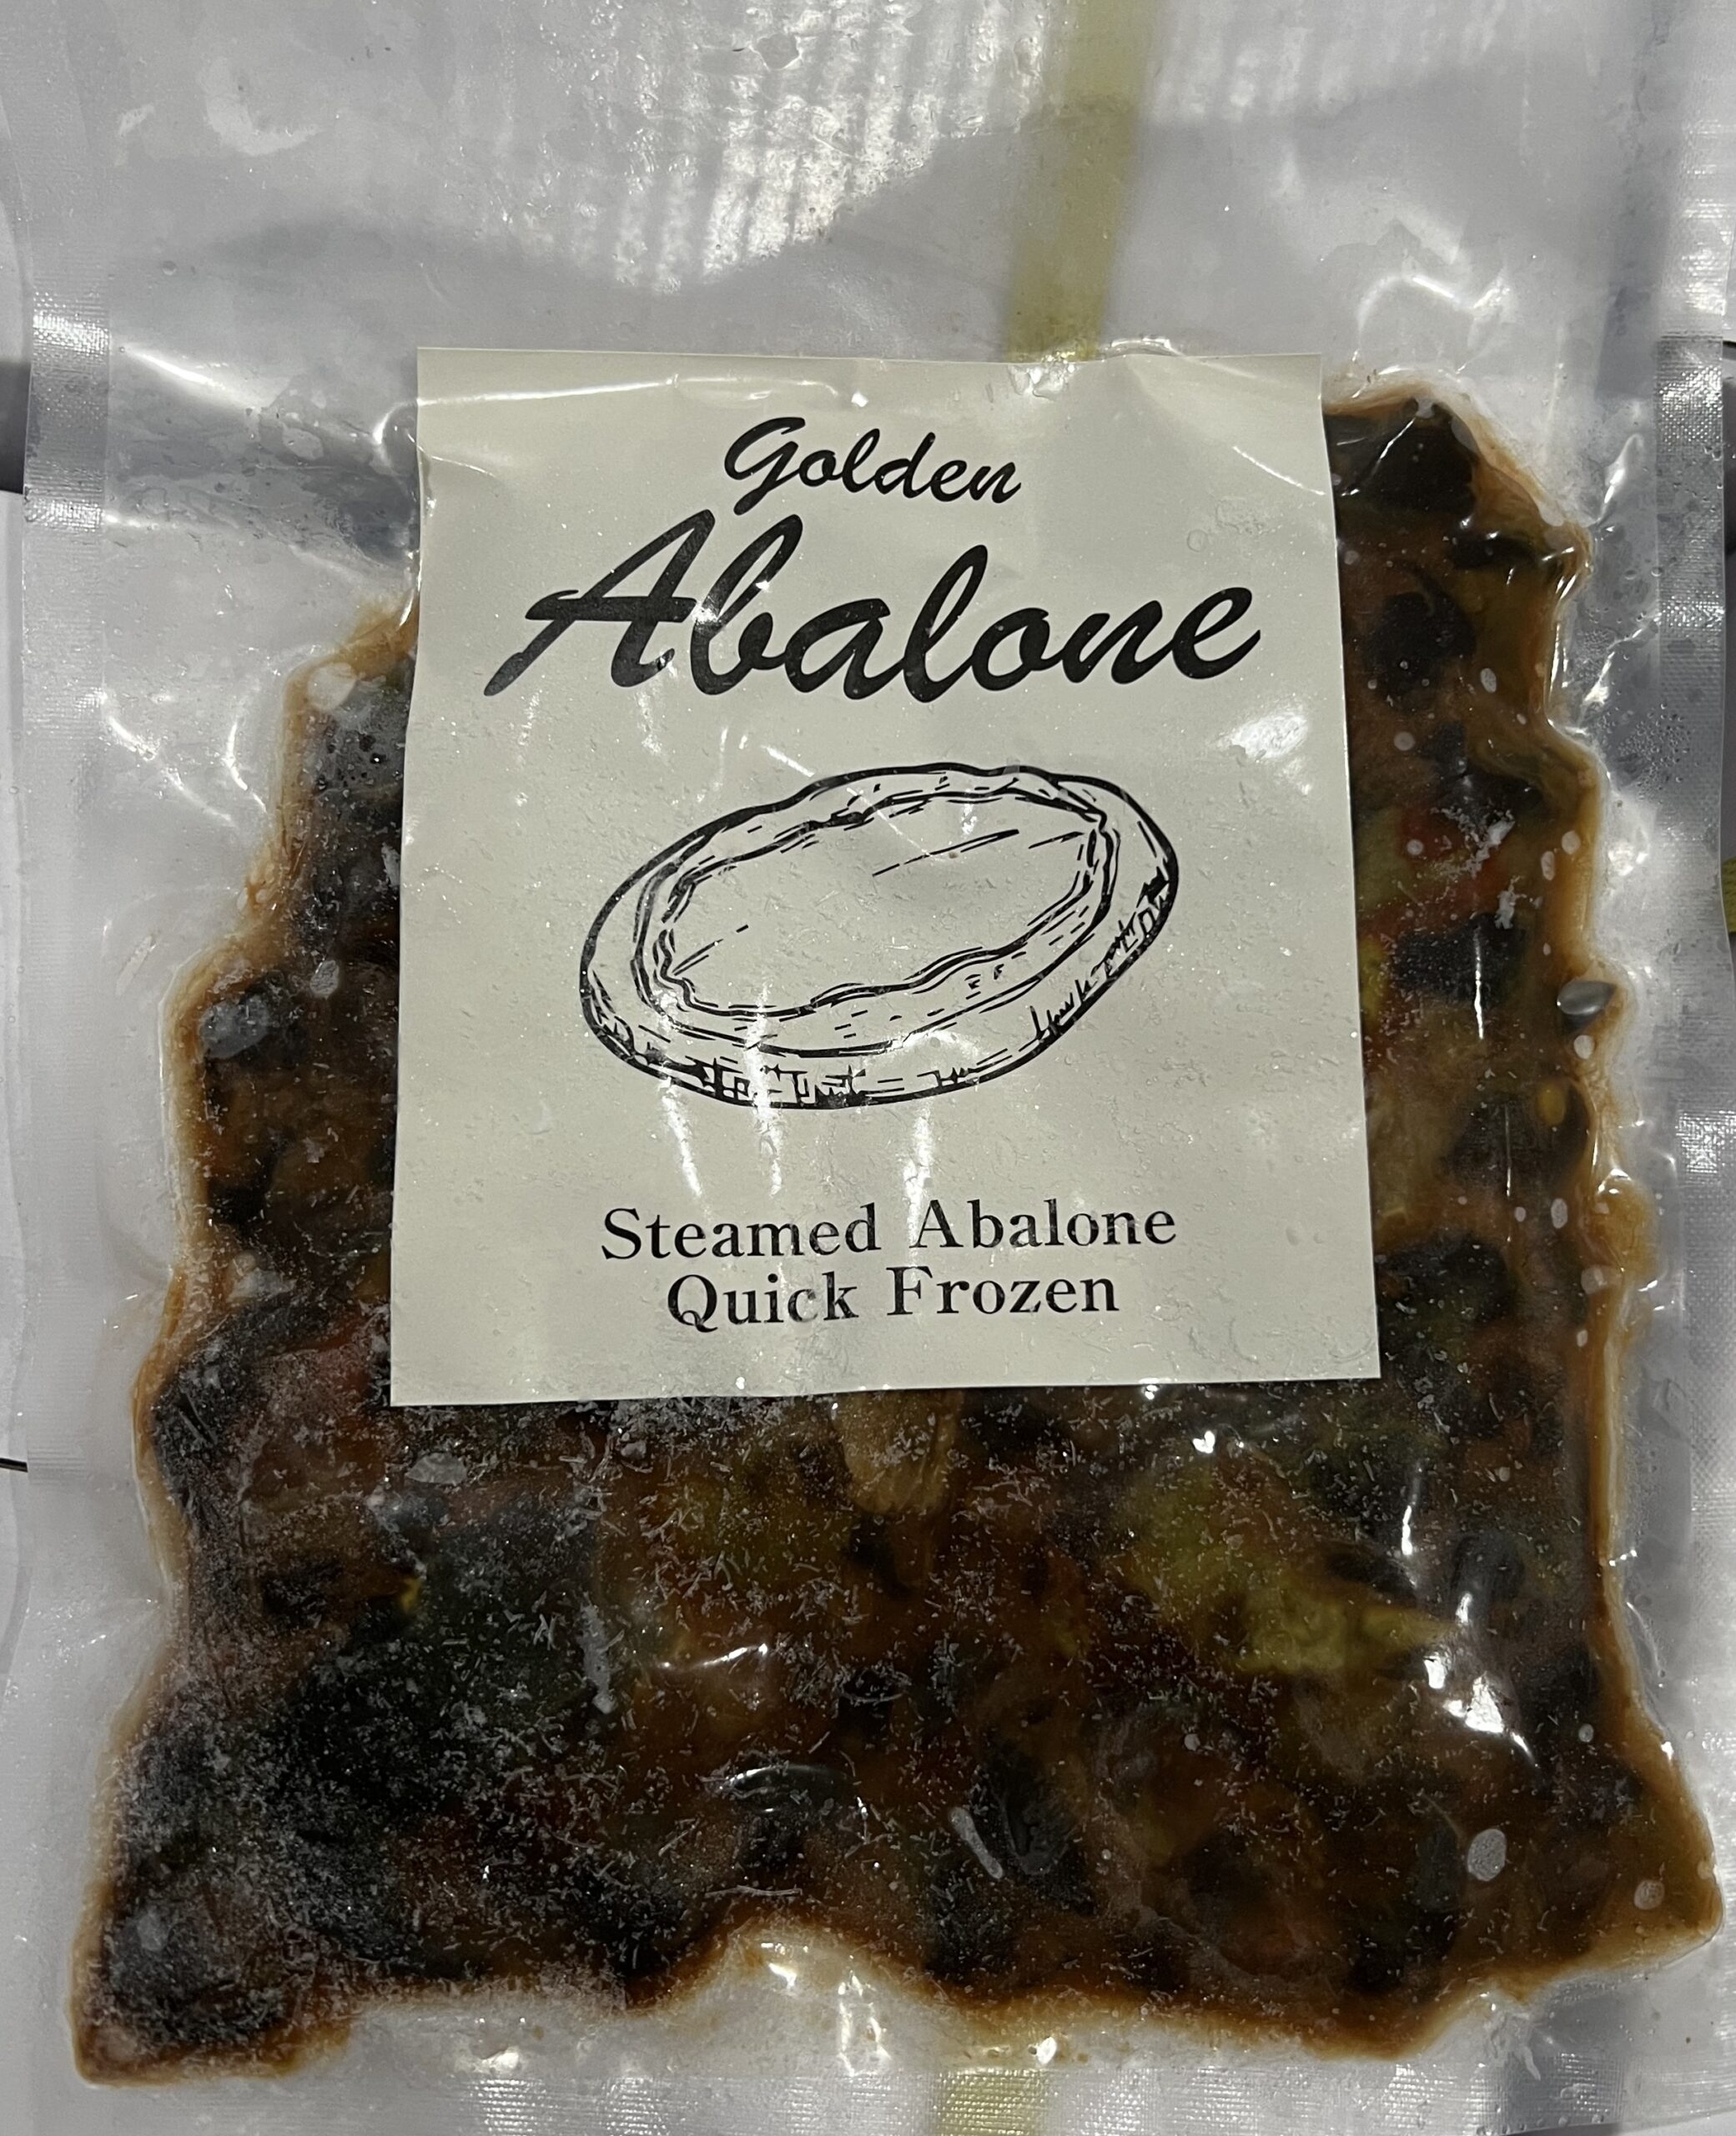 Golden
Abalone
Steamed Abalone
Quick Frozen